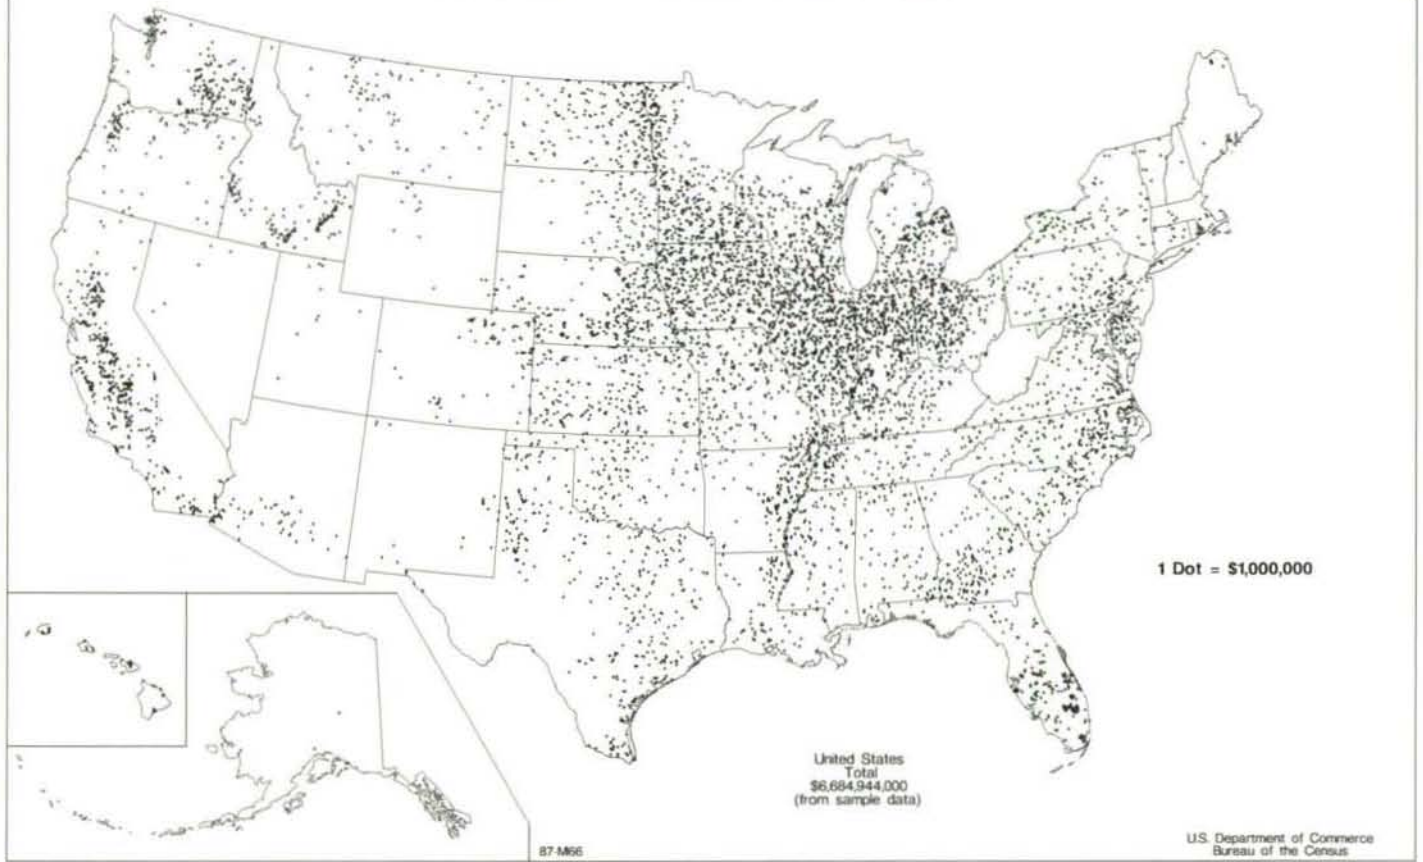 1 Dot = $1,000,000
United States
Total
$6,684,944,000
(from sample data)
87-M66
U.S. Department of Commerce
Bureau of the Census